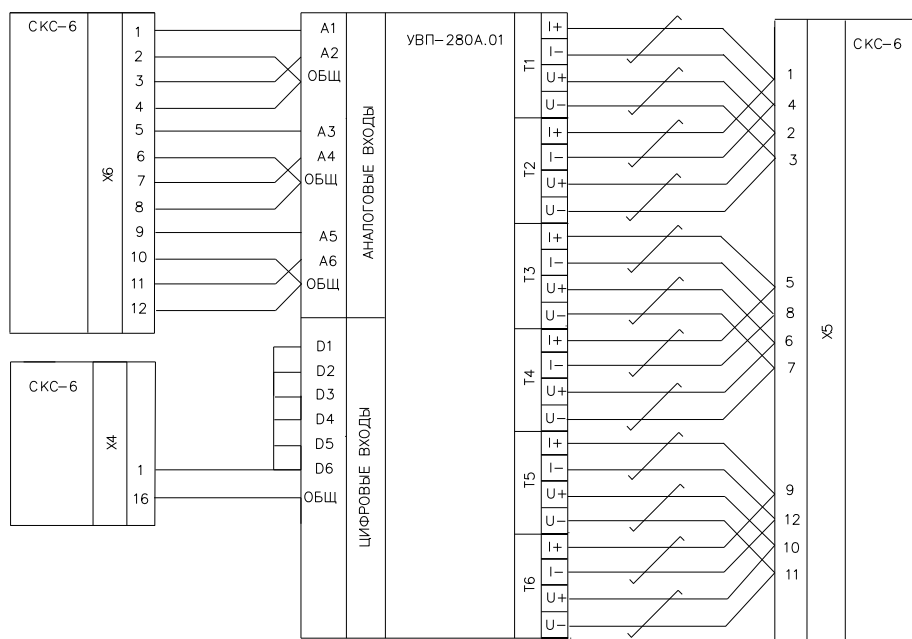 СКС-6
X6
1
2
3
4
5
6
7
8
9
10
11
12
A1
A2
ОБЩ
A3
A4
ОБЩ
A5
A6
ОБЩ
АНАЛОГОВЫЕ ВХОДЫ
СКС-6
X4
1
16
D1
D2
D3
D4
D5
D6
ОБЩ
ЦИФРОВЫЕ ВХОДЫ
УВП-280А.01
T1
I+
I-
U+
U-
T2
I+
I-
U+
U-
T3
I+
I-
U+
U-
T4
I+
I-
U+
U-
T5
I+
I-
U+
U-
T6
I+
I-
U+
U-
1
4
2
3
5
8
6
7
9
12
10
11
X5
СКС-6